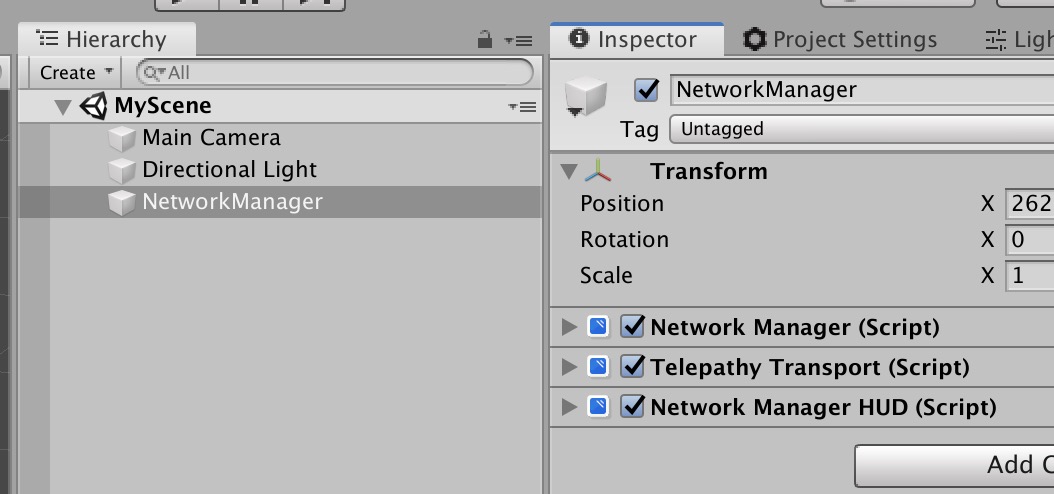 Hierarchy
Create
All
MyScene
Main Camera
Directional Light
NetworkManager
Inspector
Project Settings
NetworkManager
Tag Untagged
Transform
Position X 262
Rotation X 0
Scale X 1
Network Manager (Script)
Telepathy Transport (Script)
Network Manager HUD (Script)
Add